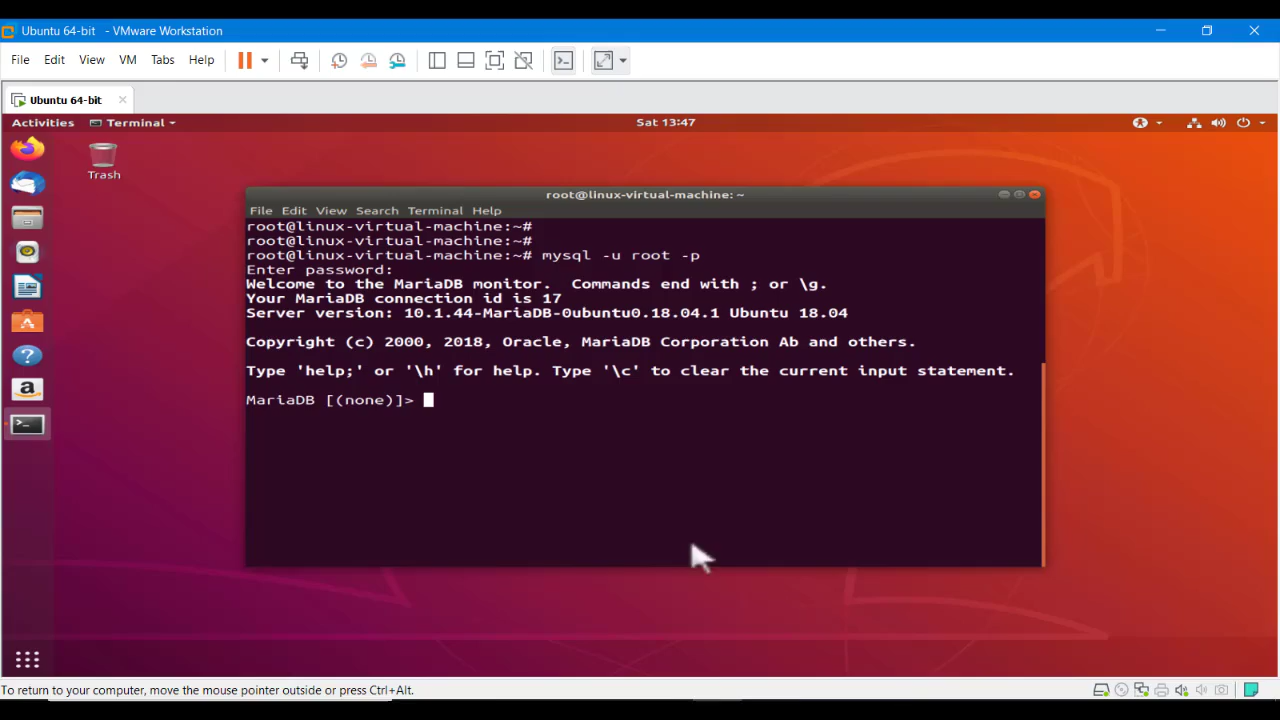 Ubuntu 64-bit - VMware Workstation
File Edit View VM Tabs Help
Ubuntu 64-bit
Activities Terminal Sat 13:47
Trash
root@linux-virtual-machine: ~
File Edit View Search Terminal Help
root@linux-virtual-machine:~#
root@linux-virtual-machine:~#
root@linux-virtual-machine:~# mysql -u root -p
Enter password:
Welcome to the MariaDB monitor.  Commands end with ; or \g.
Your MariaDB connection id is 17
Server version: 10.1.44-MariaDB-0ubuntu0.18.04.1 Ubuntu 18.04
Copyright (c) 2000, 2018, Oracle, MariaDB Corporation Ab and others.
Type 'help;' or '\h' for help. Type '\c' to clear the current input statement.
MariaDB [(none)]>
To return to your computer, move the mouse pointer outside or press Ctrl+Alt.